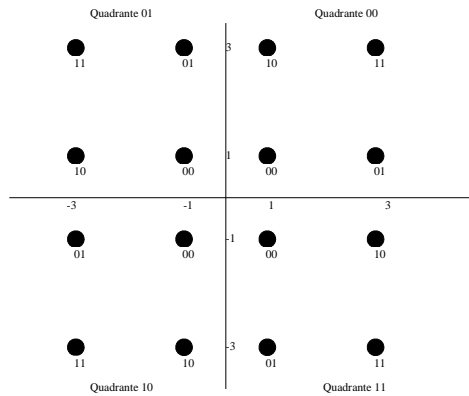 Quadrante 01 Quadrante 00
3
11 01 10 11
1
10 00 00 01
-3 -1 1 3
-1
01 00 00 10
-3
11 10 01 11
Quadrante 10 Quadrante 11